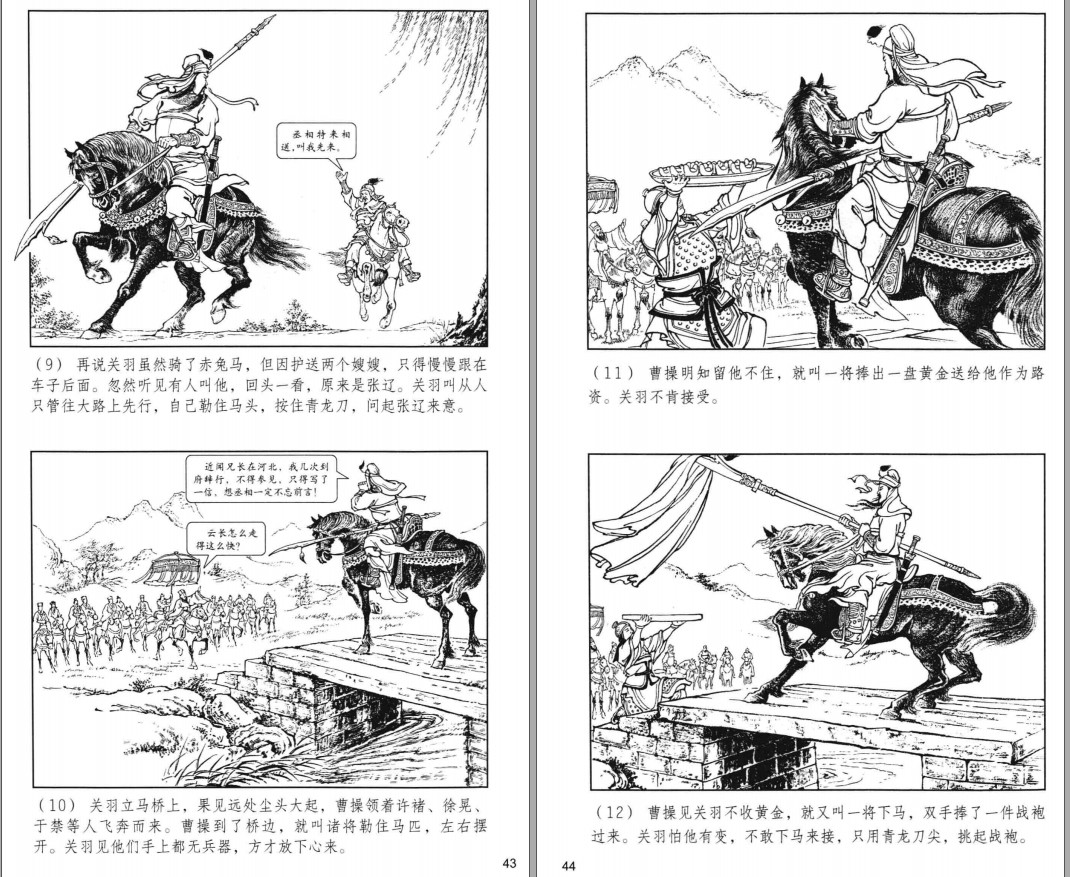 丞相特来相
送，叫我先来。
（9） 再说关羽虽然骑了赤兔马，但因护送两个嫂嫂，只得慢慢跟在
车子后面。忽然听见有人叫他，回头一看，原来是张辽。关羽叫从人
只管往大路上先行，自己勒住马头，按住青龙刀，问起张辽来意。
近闻兄长在河北，我几次到
府辞行，不得参见。只得写了
一信。想丞相一定不忘前言！
云长怎么走
得这么快？
（10） 关羽立马桥上，果见远处尘头大起，曹操领着许褚、徐晃、
于禁等人飞奔而来。曹操到了桥边，就叫诸将勒住马匹，左右摆
开。关羽见他们手上都无兵器，方才放下心来。
43
（11） 曹操明知留他不住，就叫一将捧出一盘黄金送给他作为路
资。关羽不肯接受。
（12） 曹操见关羽不收黄金，就又叫一将下马，双手捧了一件战袍
过来。关羽怕他有变，不敢下马来接，只用青龙刀尖，挑起战袍。
44